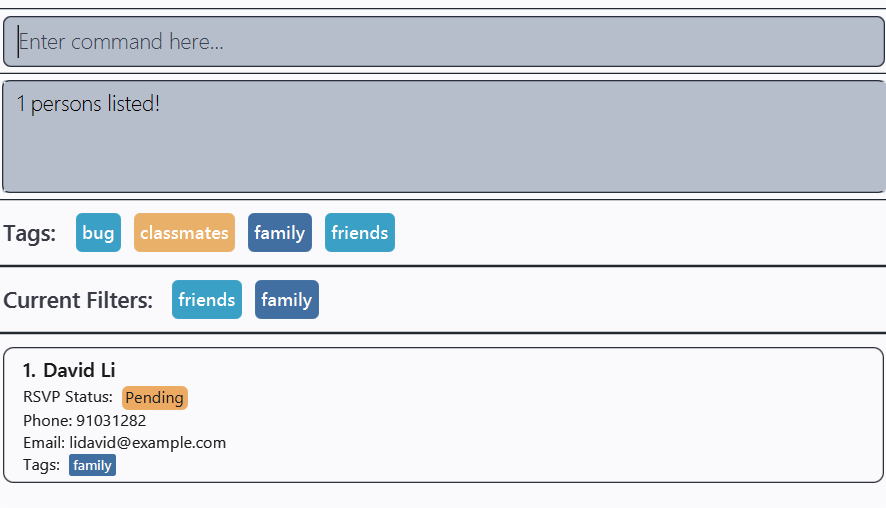 Enter command here...
1 persons listed!
Tags: bug classmates family friends
Current Filters: friends family
1. David Li
RSVP Status: Pending
Phone: 91031282
Email: lidavid@example.com
Tags: family